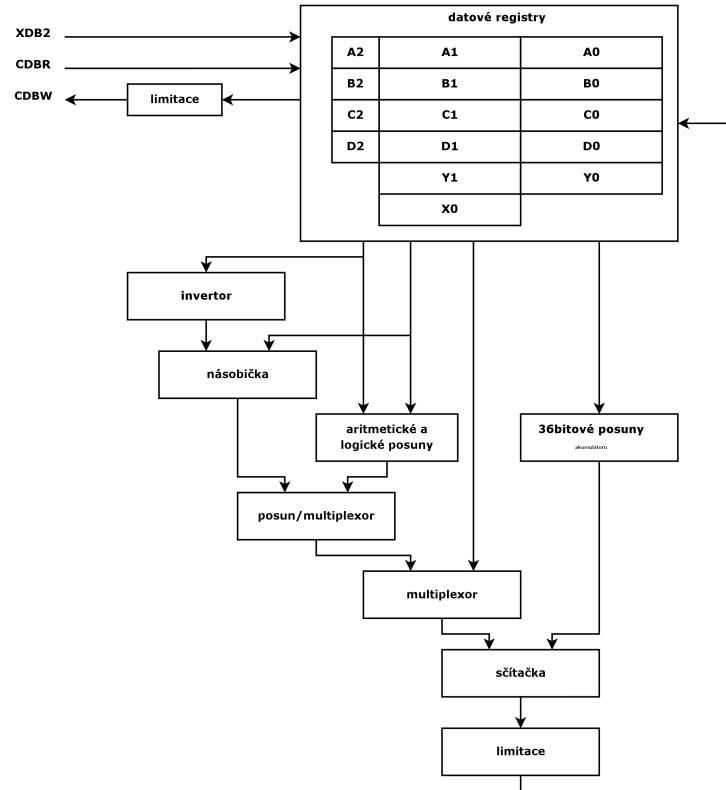 datové registry
XDB2
CDBR
CDBW
limitace
A2 A1 A0
B2 B1 B0
C2 C1 C0
D2 D1 D0
Y1 Y0
X0
invertor
násobička
aritmetické a
logické posuny
36bitové posuny
akumulátoru
posun/multiplexor
multiplexor
sčítačka
limitace